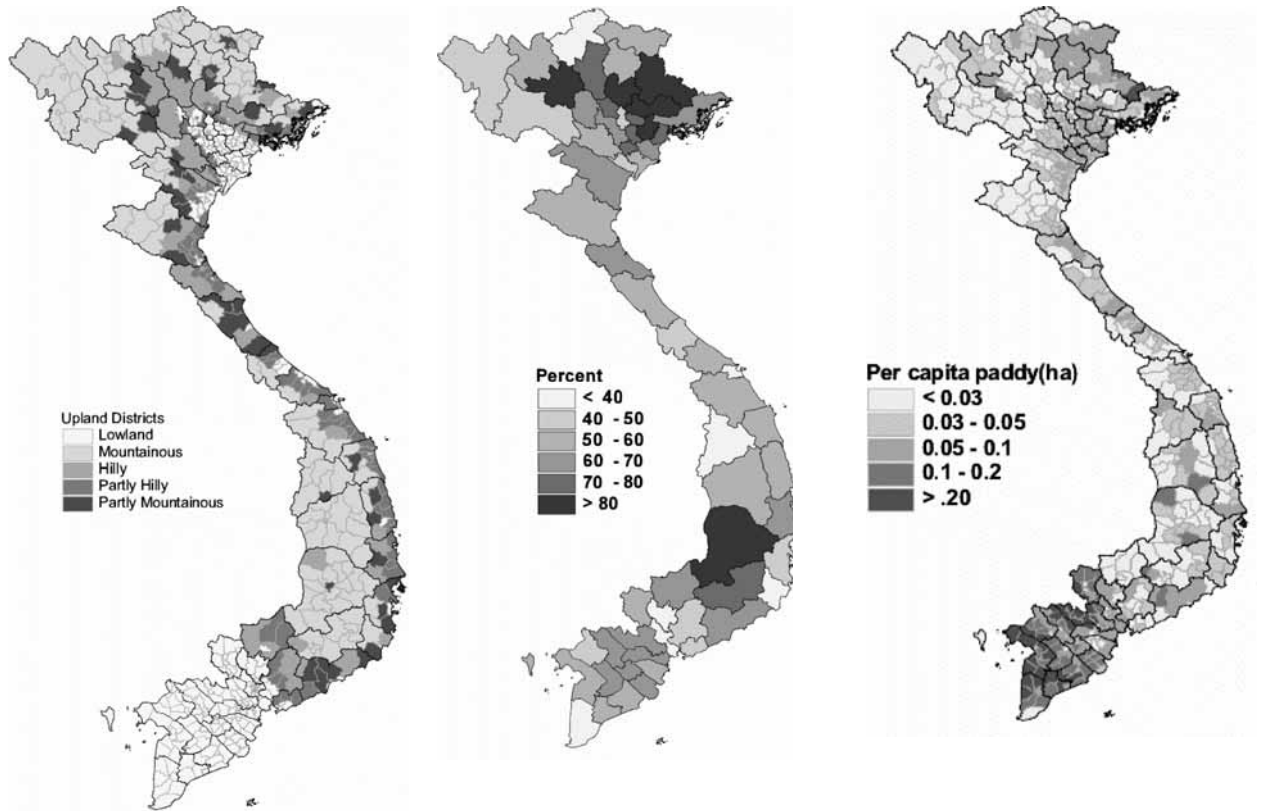 Upland Districts
Lowland
Mountainous
Hilly
Partly Hilly
Partly Mountainous
Percent
< 40
40 - 50
50 - 60
60 - 70
70 - 80
> 80
Per capita paddy(ha)
< 0.03
0.03 - 0.05
0.05 - 0.1
0.1 - 0.2
> .20